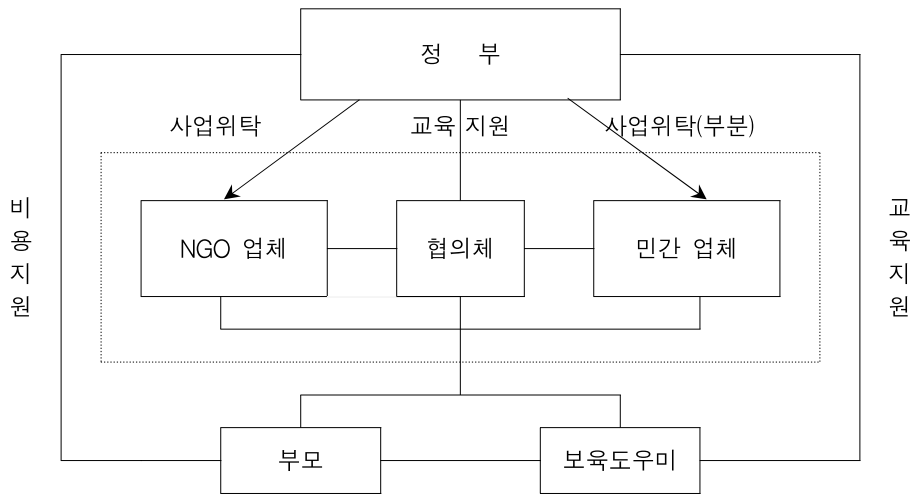 정 부
사업위탁 교육 지원 사업위탁(부분)
비용지원
교육지원
NGO 업체 협의체 민간 업체
부모 보육도우미